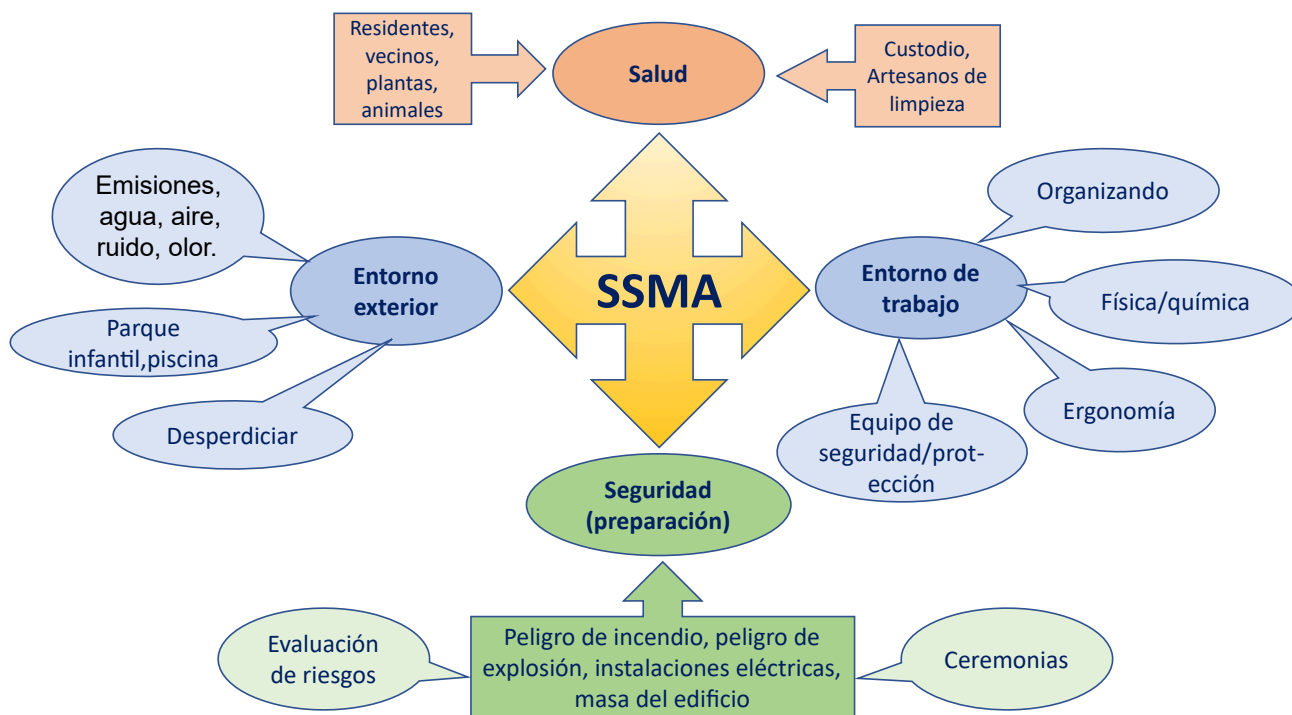 Residentes,
vecinos,
plantas,
animales
Salud
Custodio,
Artesanos de
limpieza
Emisiones,
agua, aire,
ruido, olor.
Entorno
exterior
Parque
infantil,piscina
Desperdiciar
SSMA
Entorno de
trabajo
Organizando
Física/química
Ergonomía
Equipo de
seguridad/prot-
ección
Seguridad
(preparación)
Evaluación
de riesgos
Peligro de incendio, peligro de
explosión, instalaciones eléctricas,
masa del edificio
Ceremonias